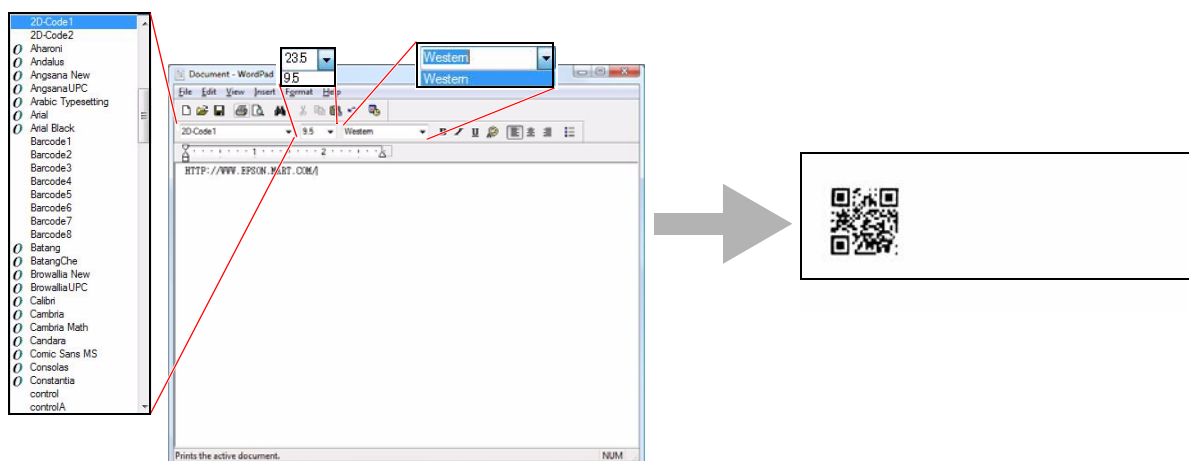 2D-Code1
2D-Code2
O Aharoni
O Andalus
O Angsana New
O AngsanaUPC
O Arabic Typesetting
O Arial
O Arial Black
Barcode1
Barcode2
Barcode3
Barcode4
Barcode5
Barcode6
Barcode7
Barcode8
O Batang
O BatangChe
O Browallia New
O BrowalliaUPC
O Calibri
O Cambria
O Cambria Math
O Candara
O Comic Sans MS
O Consolas
O Constantia
control
controlA
23.5
9.5
Western
Western
Document - WordPad
File Edit View Insert Format Help
2D-Code1 9.5 Western B I U
1 2
HTTP://WWW.EPSON.MART.COM/
Prints the active document. NUM